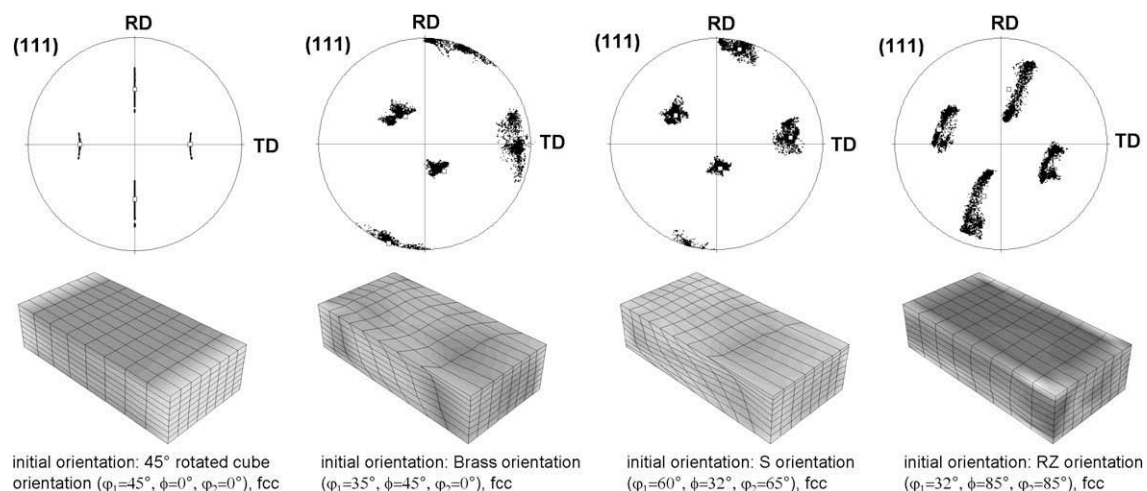 RD
(111)
TD
RD
(111)
TD
RD
(111)
TD
RD
(111)
TD
initial orientation: 45° rotated cube
orientation (φ₁=45°, ϕ=0°, φ₂=0°), fcc
initial orientation: Brass orientation
(φ₁=35°, ϕ=45°, φ₂=0°), fcc
initial orientation: S orientation
(φ₁=60°, ϕ=32°, φ₂=65°), fcc
initial orientation: RZ orientation
(φ₁=32°, ϕ=85°, φ₂=85°), fcc